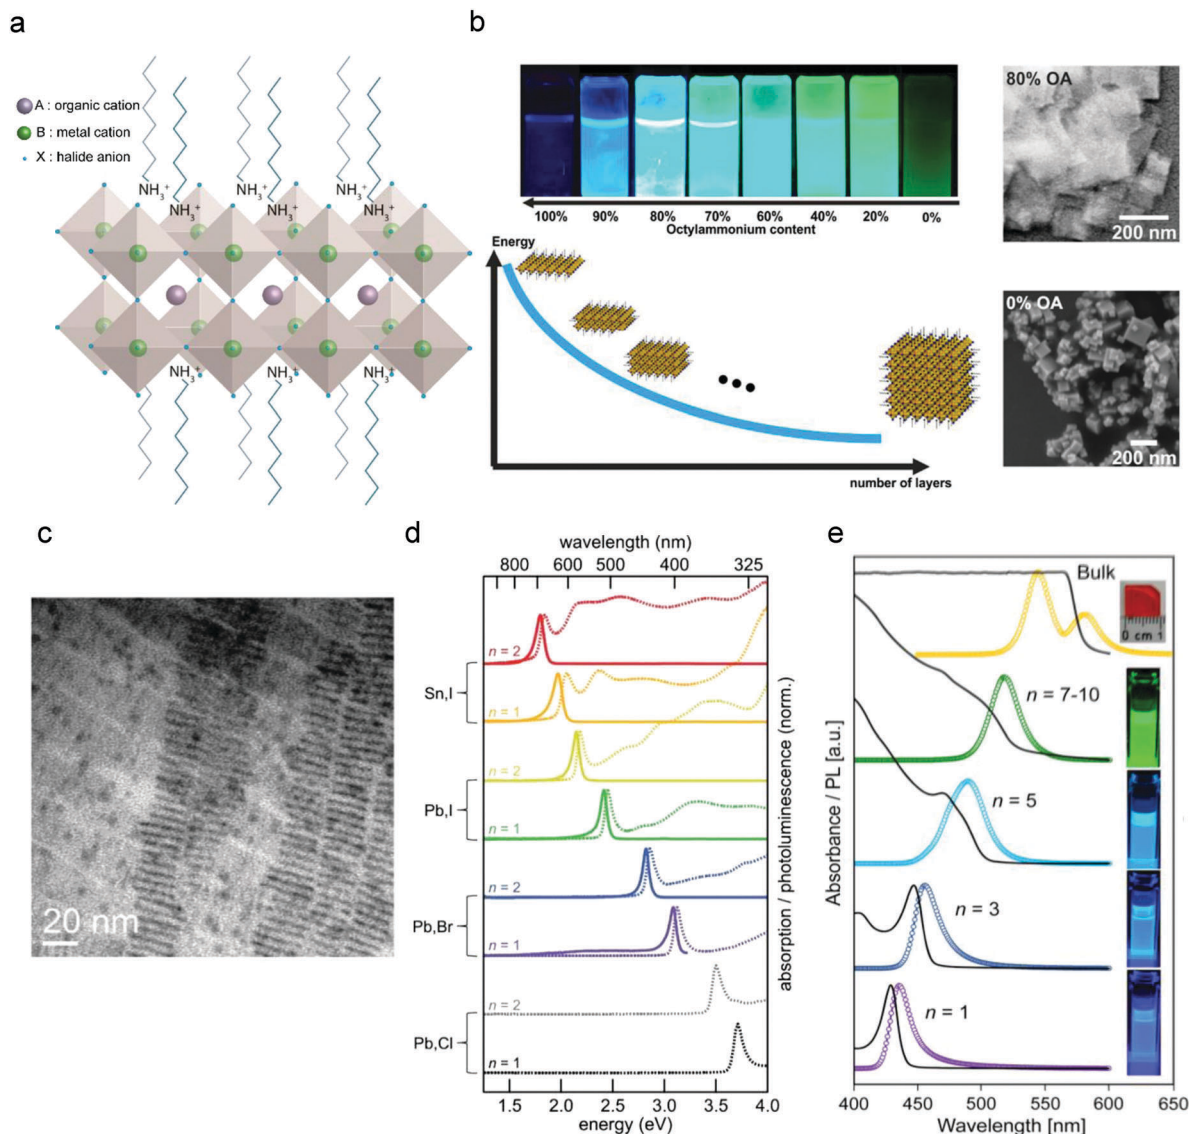 a
A : organic cation
B : metal cation
X : halide anion
NH₃⁺ NH₃⁺ NH₃⁺
NH₃⁺ NH₃⁺ NH₃⁺
NH₃⁺ NH₃⁺ NH₃⁺
b
100% 90% 80% 70% 60% 40% 20% 0%
Octylammonium content
Energy
number of layers
80% OA
200 nm
0% OA
200 nm
c
20 nm
d
wavelength (nm)
800 600 500 400 325
n = 2
Sn,I
n = 1
n = 2
Pb,I
n = 1
n = 2
Pb,Br
n = 1
n = 2
Pb,Cl
n = 1
1.5 2.0 2.5 3.0 3.5 4.0
energy (eV)
absorption / photoluminescence (norm.)
e
Absorbance / PL [a.u.]
Bulk
0 cm 1
n = 7-10
n = 5
n = 3
n = 1
400 450 500 550 600 650
Wavelength [nm]